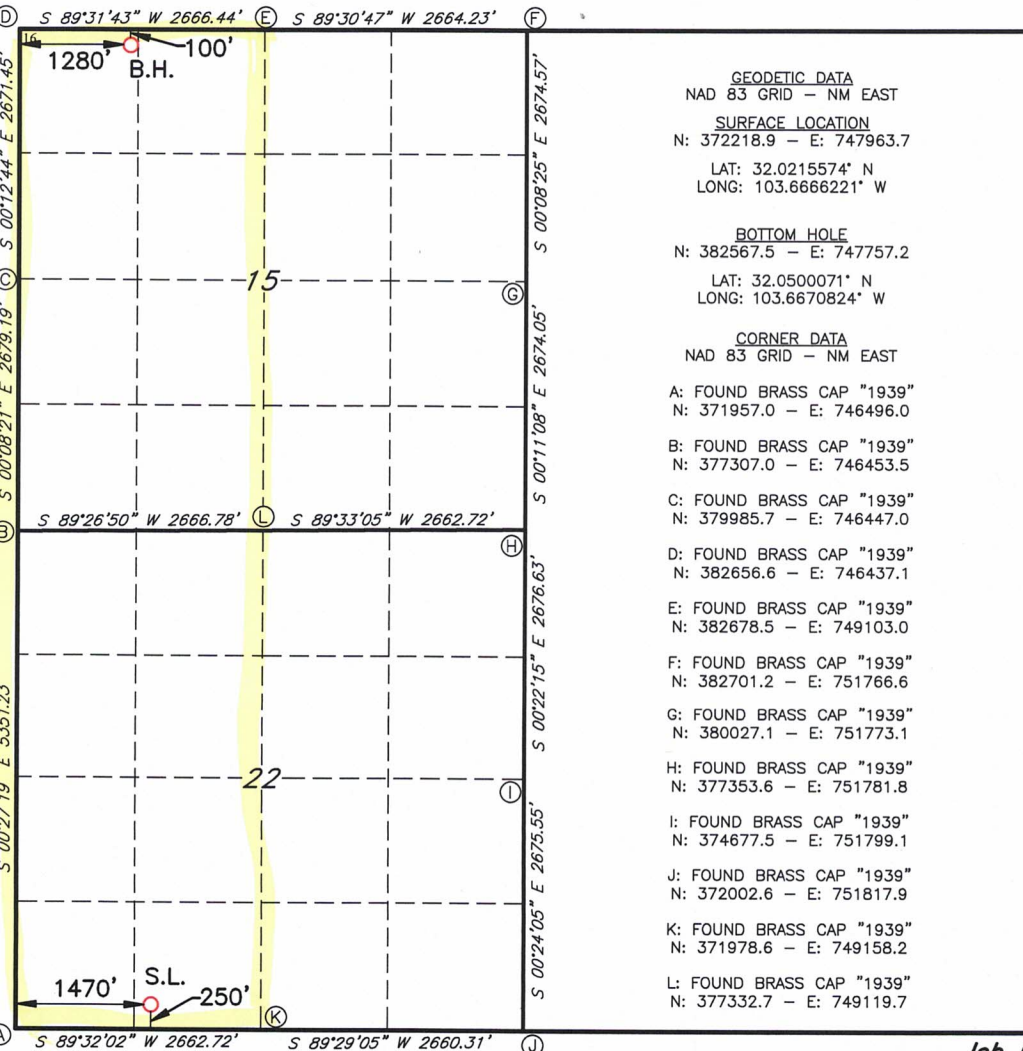 D S 89°31'43" W 2666.44' E S 89°30'47" W 2664.23' F
16
1280'
100'
B.H.
S 00°12'44" E 2671.45'
S 00°08'25" E 2674.57'
C
15
G
S 00°08'21" E 2679.19'
S 00°11'08" E 2674.05'
B
S 89°26'50" W 2666.78' L S 89°33'05" W 2662.72'
H
S 00°22'15" E 2676.63'
22
I
S 00°27'19" E 5351.23'
S 00°24'05" E 2675.55'
S.L.
1470'
250'
K
A
S 89°32'02" W 2662.72' S 89°29'05" W 2660.31'
J
GEODETIC DATA
NAD 83 GRID – NM EAST
SURFACE LOCATION
N: 372218.9 – E: 747963.7
LAT: 32.0215574° N
LONG: 103.6666221° W
BOTTOM HOLE
N: 382567.5 – E: 747757.2
LAT: 32.0500071° N
LONG: 103.6670824° W
CORNER DATA
NAD 83 GRID – NM EAST
A: FOUND BRASS CAP "1939"
N: 371957.0 – E: 746496.0
B: FOUND BRASS CAP "1939"
N: 377307.0 – E: 746453.5
C: FOUND BRASS CAP "1939"
N: 379985.7 – E: 746447.0
D: FOUND BRASS CAP "1939"
N: 382656.6 – E: 746437.1
E: FOUND BRASS CAP "1939"
N: 382678.5 – E: 749103.0
F: FOUND BRASS CAP "1939"
N: 382701.2 – E: 751766.6
G: FOUND BRASS CAP "1939"
N: 380027.1 – E: 751773.1
H: FOUND BRASS CAP "1939"
N: 377353.6 – E: 751781.8
I: FOUND BRASS CAP "1939"
N: 374677.5 – E: 751799.1
J: FOUND BRASS CAP "1939"
N: 372002.6 – E: 751817.9
K: FOUND BRASS CAP "1939"
N: 371978.6 – E: 749158.2
L: FOUND BRASS CAP "1939"
N: 377332.7 – E: 749119.7